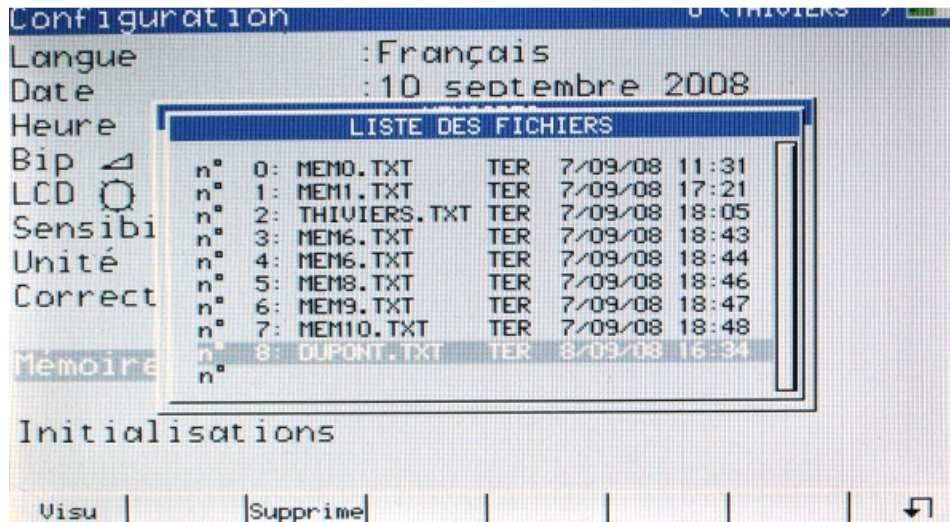 Configuration 0 (THIVIERS )
Langue :Français
Date :10 septembre 2008
Heure
LISTE DES FICHIERS
Bip
LCD
Sensibi
Unité
Correct
n° 0: MEM0.TXT TER 7/09/08 11:31
n° 1: MEM1.TXT TER 7/09/08 17:21
n° 2: THIVIERS.TXT TER 7/09/08 18:05
n° 3: MEM6.TXT TER 7/09/08 18:43
n° 4: MEM6.TXT TER 7/09/08 18:44
n° 5: MEM8.TXT TER 7/09/08 18:46
n° 6: MEM9.TXT TER 7/09/08 18:47
n° 7: MEM10.TXT TER 7/09/08 18:48
n° 8: DUPONT.TXT TER 8/09/08 16:34
n°
Mémoire
Initialisations
Visu Supprime